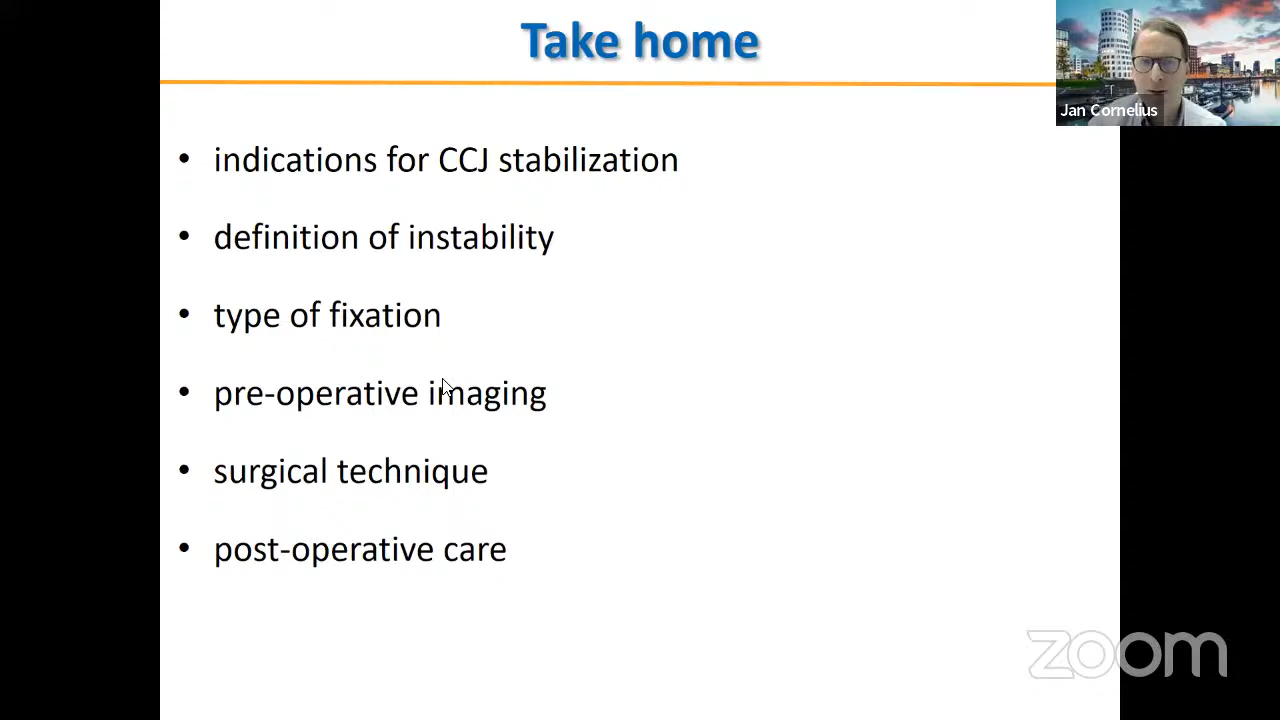 Take home
Jan Cornelius
• indications for CCJ stabilization
• definition of instability
• type of fixation
• pre-operative imaging
• surgical technique
• post-operative care
zoom